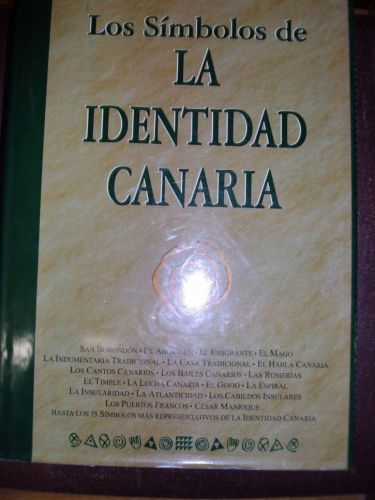 Los Símbolos de
LA
IDENTIDAD
CANARIA
SAN BORONDÓN • EL ABORIGEN • EL EMIGRANTE • EL MAGO
LA INDUMENTARIA TRADICIONAL • LA CASA TRADICIONAL • EL HABLA CANARIA
LOS CANTOS CANARIOS • LOS BAILES CANARIOS • LAS ROMERÍAS
EL TIMPLE • LA LUCHA CANARIA • EL GOFIO • LA ESPIRAL
LA INSULARIDAD • LA ATLANTICIDAD • LOS CABILDOS INSULARES
LOS PUERTOS FRANCOS • CESAR MANRIQUE...
HASTA LOS 75 SÍMBOLOS MÁS REPRESENTATIVOS DE LA IDENTIDAD CANARIA